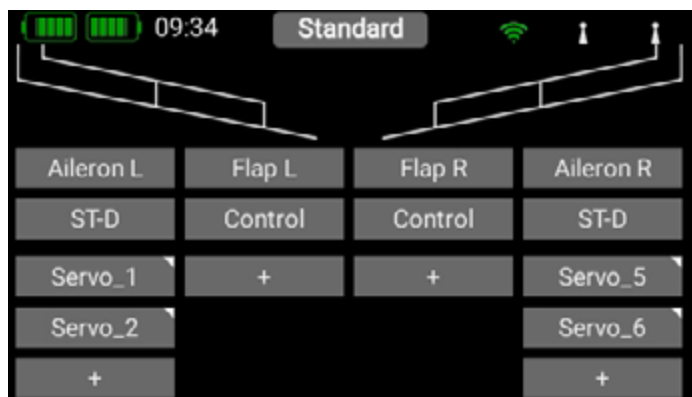 09:34 Standard
Aileron L Flap L Flap R Aileron R
ST-D Control Control ST-D
Servo_1 + + Servo_5
Servo_2 Servo_6
+ +